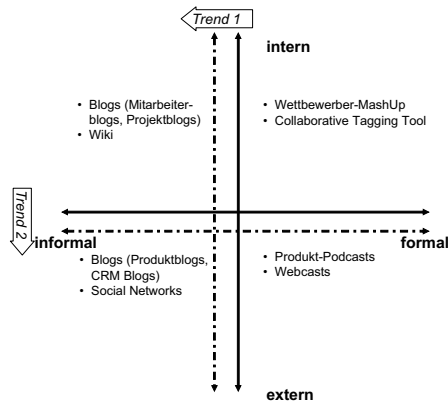 Trend 1
intern
• Blogs (Mitarbeiter-
blogs, Projektblogs)
• Wiki
• Wettbewerber-MashUp
• Collaborative Tagging Tool
Trend 2
informal
formal
• Blogs (Produktblogs,
CRM Blogs)
• Social Networks
• Produkt-Podcasts
• Webcasts
extern